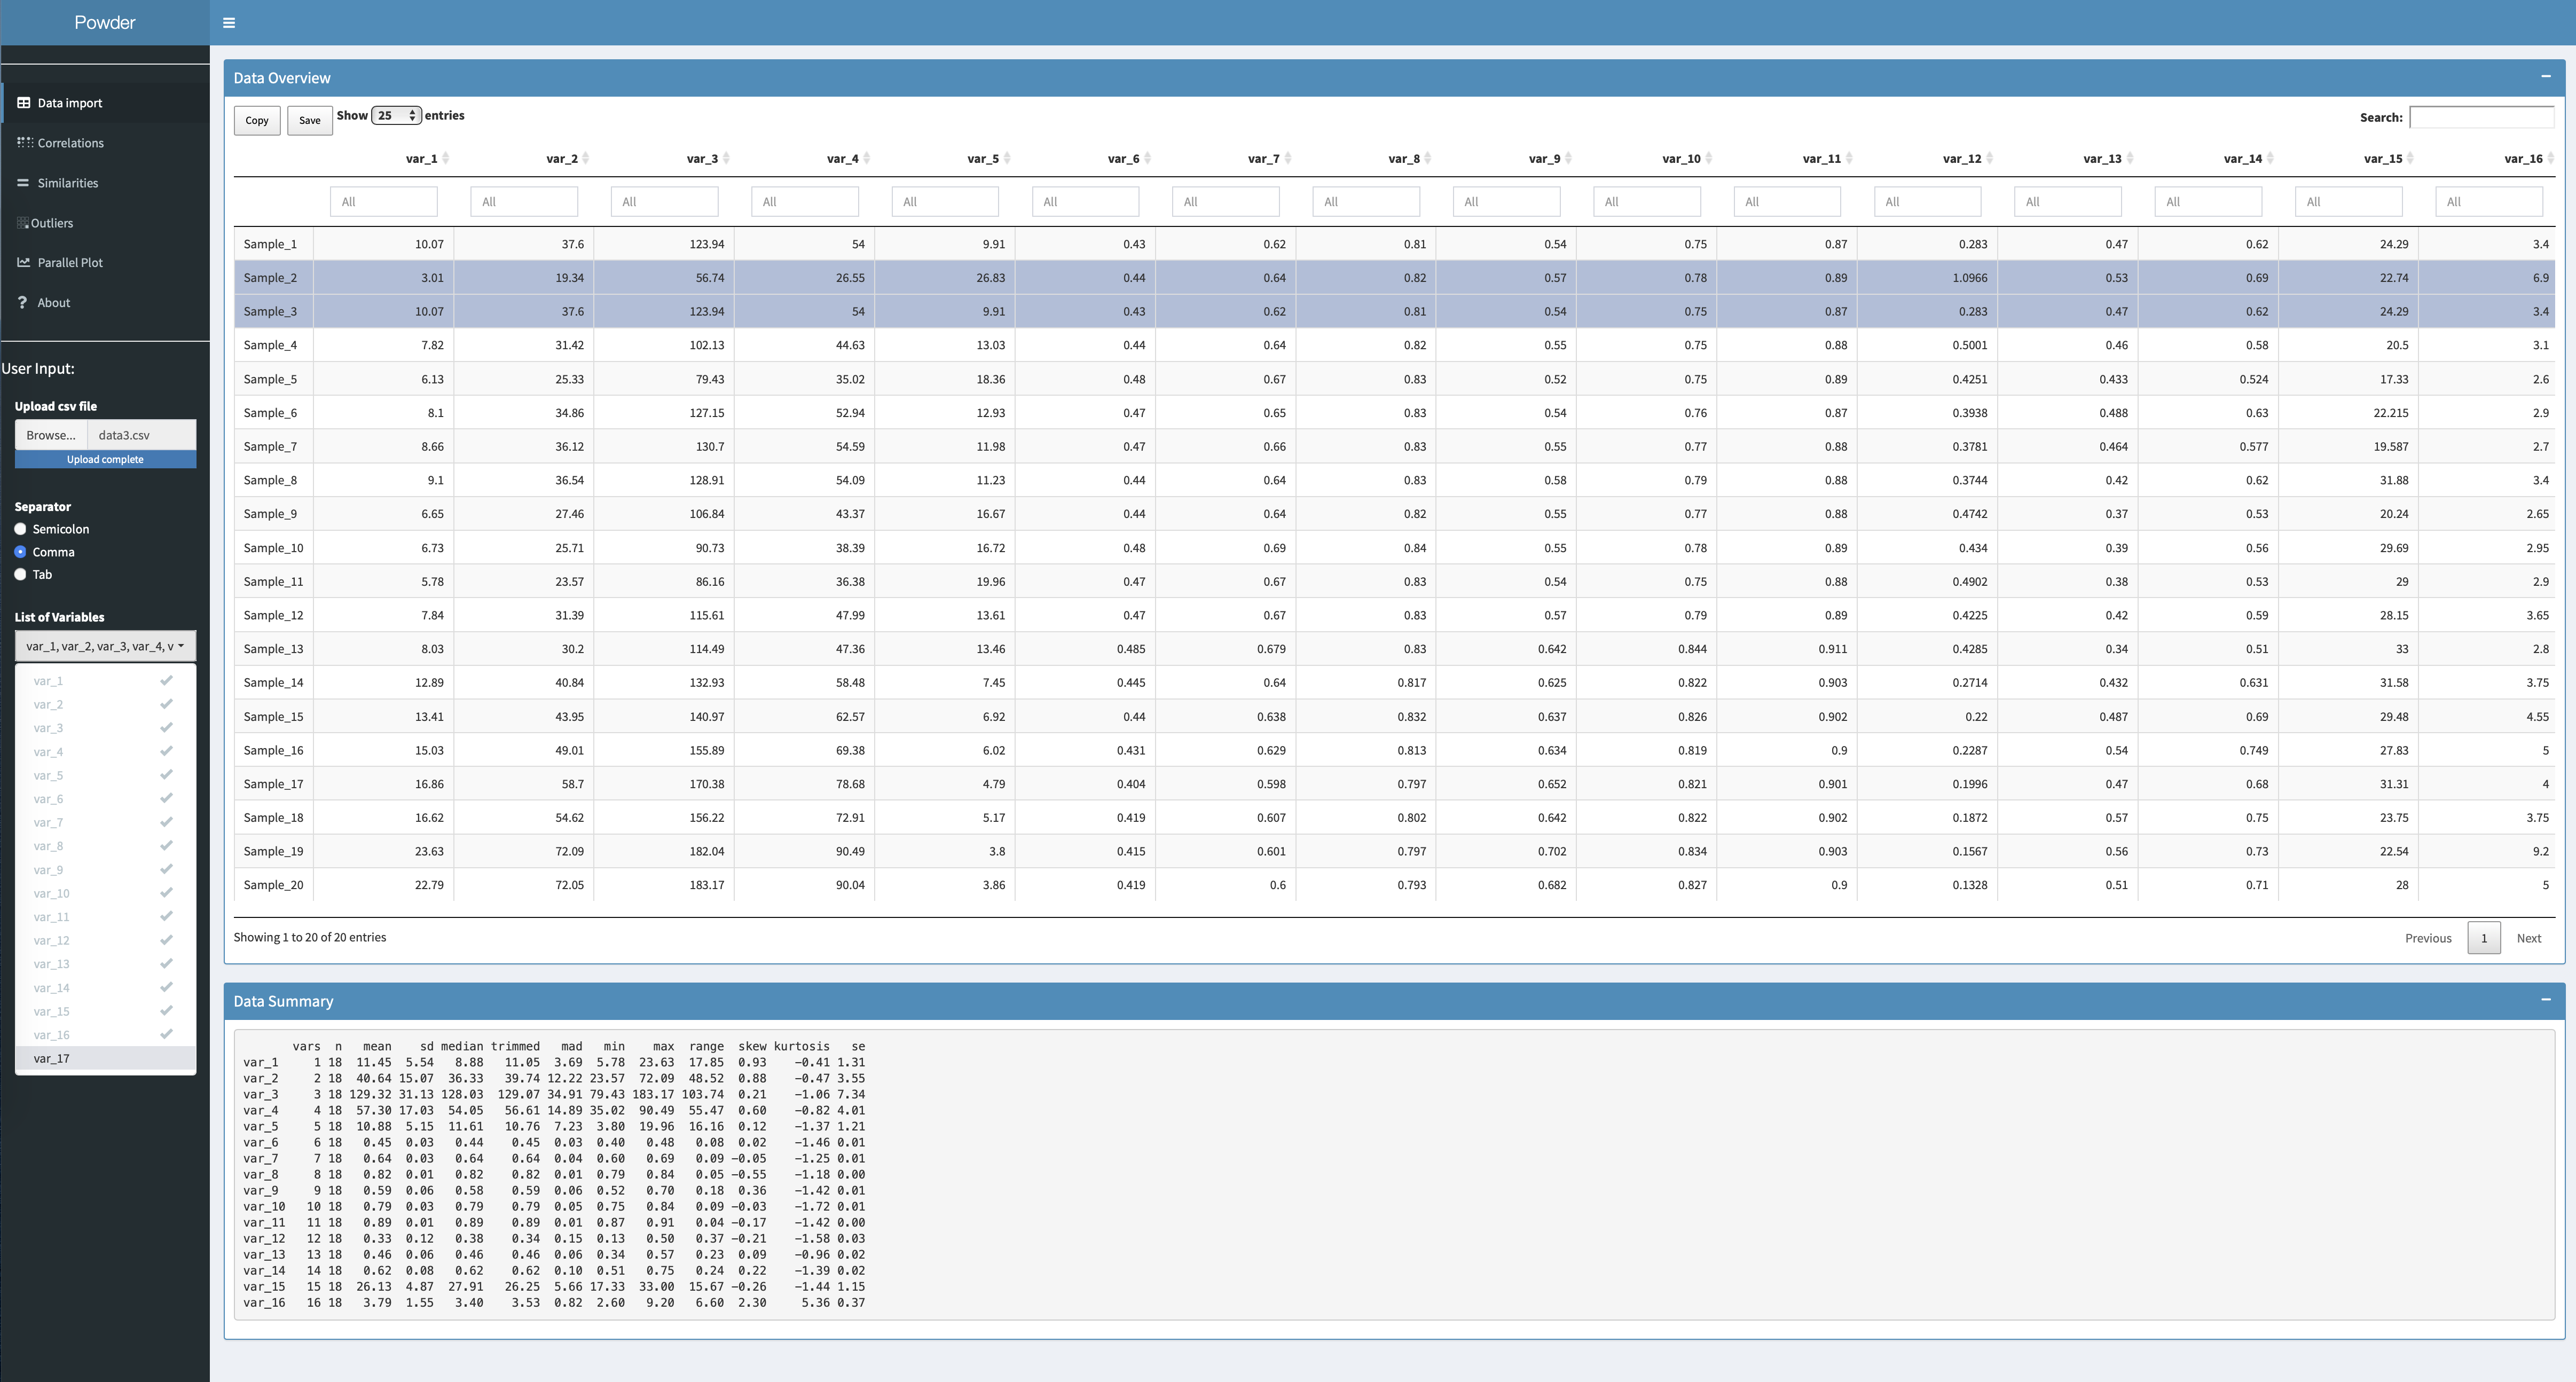 Powder
Data import
Correlations
Similarities
Outliers
Parallel Plot
? About
User Input:
Upload csv file
Browse... data3.csv
Upload complete
Separator
Semicolon
Comma
Tab
List of Variables
var_1, var_2, var_3, var_4, v
var_1
var_2
var_3
var_4
var_5
var_6
var_7
var_8
var_9
var_10
var_11
var_12
var_13
var_14
var_15
var_16
var_17
Data Overview
Copy Save Show 25 entries Search:
var_1 var_2 var_3 var_4 var_5 var_6 var_7 var_8 var_9 var_10 var_11 var_12 var_13 var_14 var_15 var_16
All All All All All All All All All All All All All All All All
Sample_1 10.07 37.6 123.94 54 9.91 0.43 0.62 0.81 0.54 0.75 0.87 0.283 0.47 0.62 24.29 3.4
Sample_2 3.01 19.34 56.74 26.55 26.83 0.44 0.64 0.82 0.57 0.78 0.89 1.0966 0.53 0.69 22.74 6.9
Sample_3 10.07 37.6 123.94 54 9.91 0.43 0.62 0.81 0.54 0.75 0.87 0.283 0.47 0.62 24.29 3.4
Sample_4 7.82 31.42 102.13 44.63 13.03 0.44 0.64 0.82 0.55 0.75 0.88 0.5001 0.46 0.58 20.5 3.1
Sample_5 6.13 25.33 79.43 35.02 18.36 0.48 0.67 0.83 0.52 0.75 0.89 0.4251 0.433 0.524 17.33 2.6
Sample_6 8.1 34.86 127.15 52.94 12.93 0.47 0.65 0.83 0.54 0.76 0.87 0.3938 0.488 0.63 22.215 2.9
Sample_7 8.66 36.12 130.7 54.59 11.98 0.47 0.66 0.83 0.55 0.77 0.88 0.3781 0.464 0.577 19.587 2.7
Sample_8 9.1 36.54 128.91 54.09 11.23 0.44 0.64 0.83 0.58 0.79 0.88 0.3744 0.42 0.62 31.88 3.4
Sample_9 6.65 27.46 106.84 43.37 16.67 0.44 0.64 0.82 0.55 0.77 0.88 0.4742 0.37 0.53 20.24 2.65
Sample_10 6.73 25.71 90.73 38.39 16.72 0.48 0.69 0.84 0.55 0.78 0.89 0.434 0.39 0.56 29.69 2.95
Sample_11 5.78 23.57 86.16 36.38 19.96 0.47 0.67 0.83 0.54 0.75 0.88 0.4902 0.38 0.53 29 2.9
Sample_12 7.84 31.39 115.61 47.99 13.61 0.47 0.67 0.83 0.57 0.79 0.89 0.4225 0.42 0.59 28.15 3.65
Sample_13 8.03 30.2 114.49 47.36 13.46 0.485 0.679 0.83 0.642 0.844 0.911 0.4285 0.34 0.51 33 2.8
Sample_14 12.89 40.84 132.93 58.48 7.45 0.445 0.64 0.817 0.625 0.822 0.903 0.2714 0.432 0.631 31.58 3.75
Sample_15 13.41 43.95 140.97 62.57 6.92 0.44 0.638 0.832 0.637 0.826 0.902 0.22 0.487 0.69 29.48 4.55
Sample_16 15.03 49.01 155.89 69.38 6.02 0.431 0.629 0.813 0.634 0.819 0.9 0.2287 0.54 0.749 27.83 5
Sample_17 16.86 58.7 170.38 78.68 4.79 0.404 0.598 0.797 0.652 0.821 0.901 0.1996 0.47 0.68 31.31 4
Sample_18 16.62 54.62 156.22 72.91 5.17 0.419 0.607 0.802 0.642 0.822 0.902 0.1872 0.57 0.75 23.75 3.75
Sample_19 23.63 72.09 182.04 90.49 3.8 0.415 0.601 0.797 0.702 0.834 0.903 0.1567 0.56 0.73 22.54 9.2
Sample_20 22.79 72.05 183.17 90.04 3.86 0.419 0.6 0.793 0.682 0.827 0.9 0.1328 0.51 0.71 28 5
Showing 1 to 20 of 20 entries Previous 1 Next
Data Summary
vars n mean sd median trimmed mad min max range skew kurtosis se
var_1 1 18 11.45 5.54 8.88 11.05 3.69 5.78 23.63 17.85 0.93 -0.41 1.31
var_2 2 18 40.64 15.07 36.33 39.74 12.22 23.57 72.09 48.52 0.88 -0.47 3.55
var_3 3 18 129.32 31.13 128.03 129.07 34.91 79.43 183.17 103.74 0.21 -1.06 7.34
var_4 4 18 57.30 17.03 54.05 56.61 14.89 35.02 90.49 55.47 0.60 -0.82 4.01
var_5 5 18 10.88 5.15 11.61 10.76 7.23 3.80 19.96 16.16 0.12 -1.37 1.21
var_6 6 18 0.45 0.03 0.44 0.45 0.03 0.40 0.48 0.08 0.02 -1.46 0.01
var_7 7 18 0.64 0.03 0.64 0.64 0.04 0.60 0.69 0.09 -0.05 -1.25 0.01
var_8 8 18 0.82 0.01 0.82 0.82 0.01 0.79 0.84 0.05 -0.55 -1.18 0.00
var_9 9 18 0.59 0.06 0.58 0.59 0.06 0.52 0.70 0.18 0.36 -1.42 0.01
var_10 10 18 0.79 0.03 0.79 0.79 0.05 0.75 0.84 0.09 -0.03 -1.72 0.01
var_11 11 18 0.89 0.01 0.89 0.89 0.01 0.87 0.91 0.04 -0.17 -1.42 0.00
var_12 12 18 0.33 0.12 0.38 0.34 0.15 0.13 0.50 0.37 -0.21 -1.58 0.03
var_13 13 18 0.46 0.06 0.46 0.46 0.06 0.34 0.57 0.23 0.09 -0.96 0.02
var_14 14 18 0.62 0.08 0.62 0.62 0.10 0.51 0.75 0.24 0.22 -1.39 0.02
var_15 15 18 26.13 4.87 27.91 26.25 5.66 17.33 33.00 15.67 -0.26 -1.44 1.15
var_16 16 18 3.79 1.55 3.40 3.53 0.82 2.60 9.20 6.60 2.30 5.36 0.37